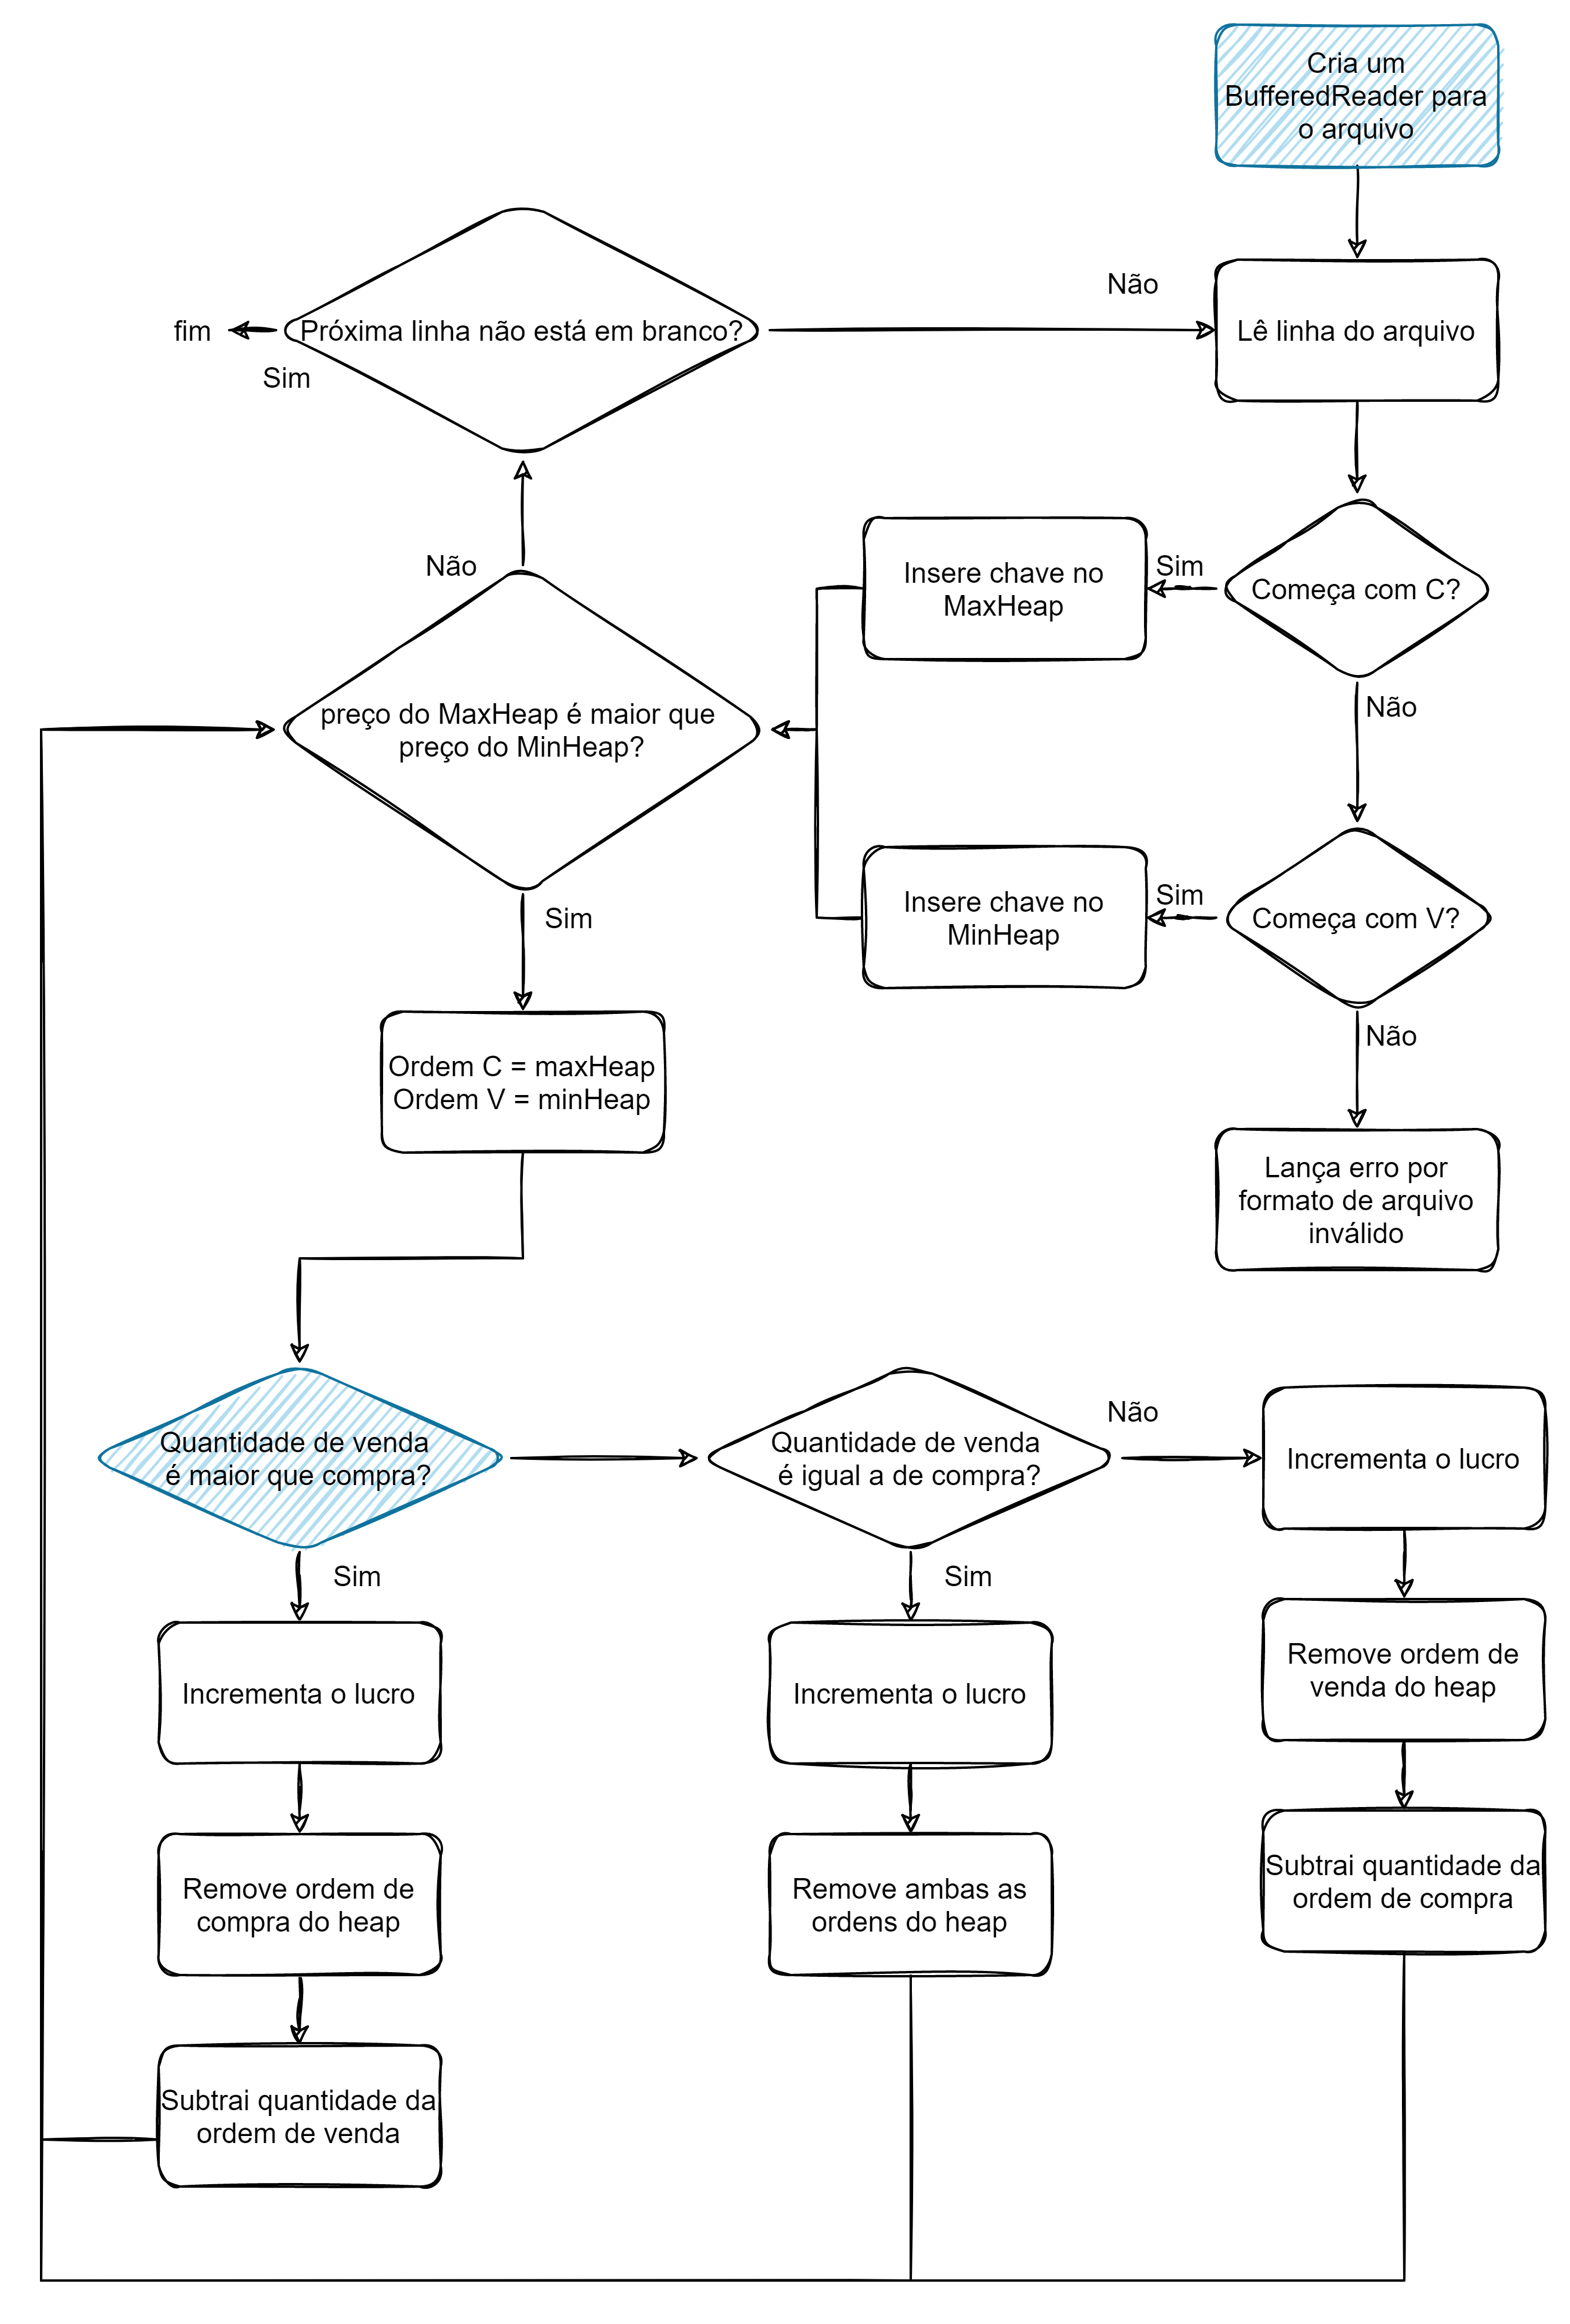 Cria um
BufferedReader para
o arquivo
Não
fim
Próxima linha não está em branco?
Lê linha do arquivo
Sim
Não
Insere chave no
MaxHeap
Sim
Começa com C?
Não
preço do MaxHeap é maior que
preço do MinHeap?
Sim
Insere chave no
MinHeap
Sim
Começa com V?
Não
Ordem C = maxHeap
Ordem V = minHeap
Lança erro por
formato de arquivo
inválido
Quantidade de venda
é maior que compra?
Quantidade de venda
é igual a de compra?
Não
Incrementa o lucro
Sim
Sim
Incrementa o lucro
Incrementa o lucro
Remove ordem de
venda do heap
Remove ordem de
compra do heap
Remove ambas as
ordens do heap
Subtrai quantidade da
ordem de compra
Subtrai quantidade da
ordem de venda